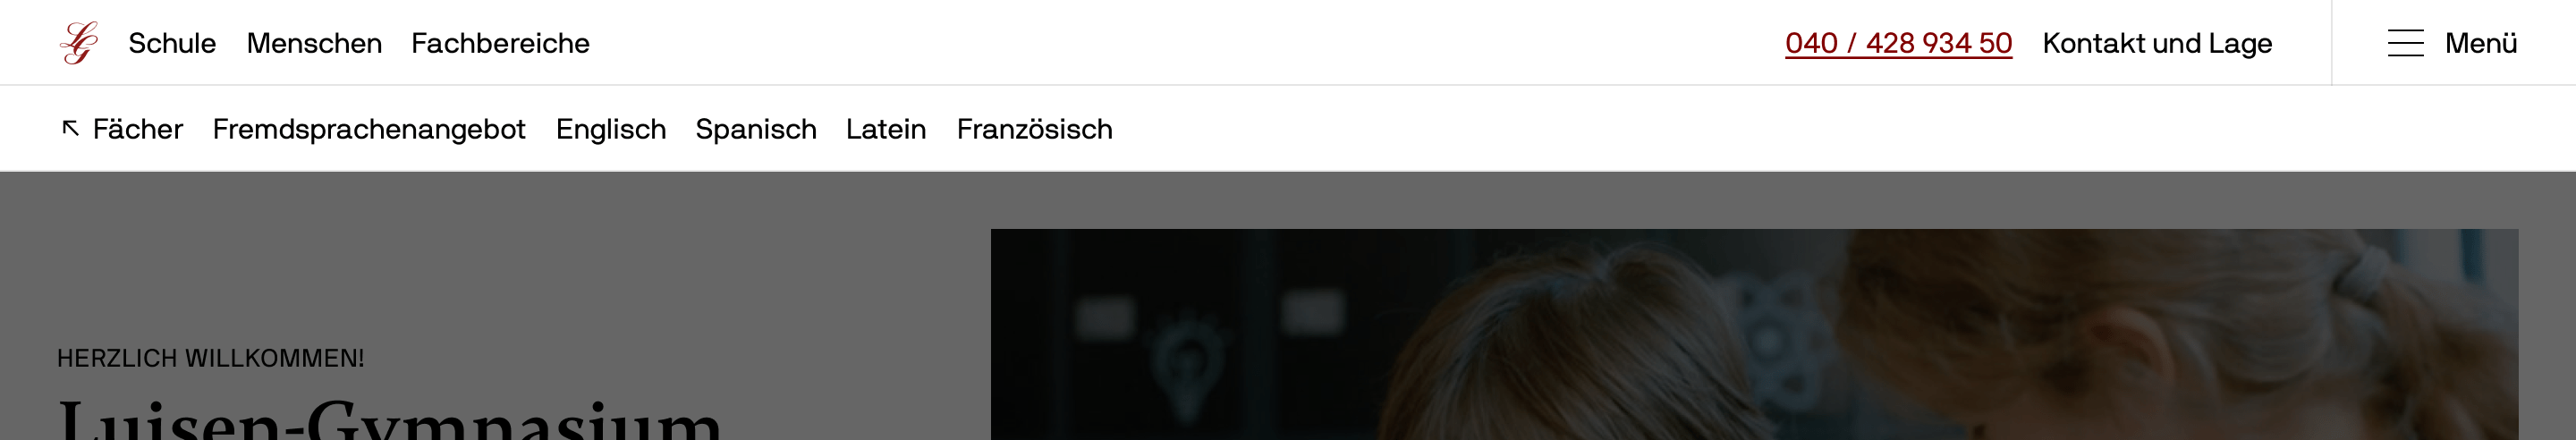 LG Schule Menschen Fachbereiche 040 / 428 934 50 Kontakt und Lage Menü
Fächer Fremdsprachenangebot Englisch Spanisch Latein Französisch
HERZLICH WILLKOMMEN!
Luisen-Gymnasium